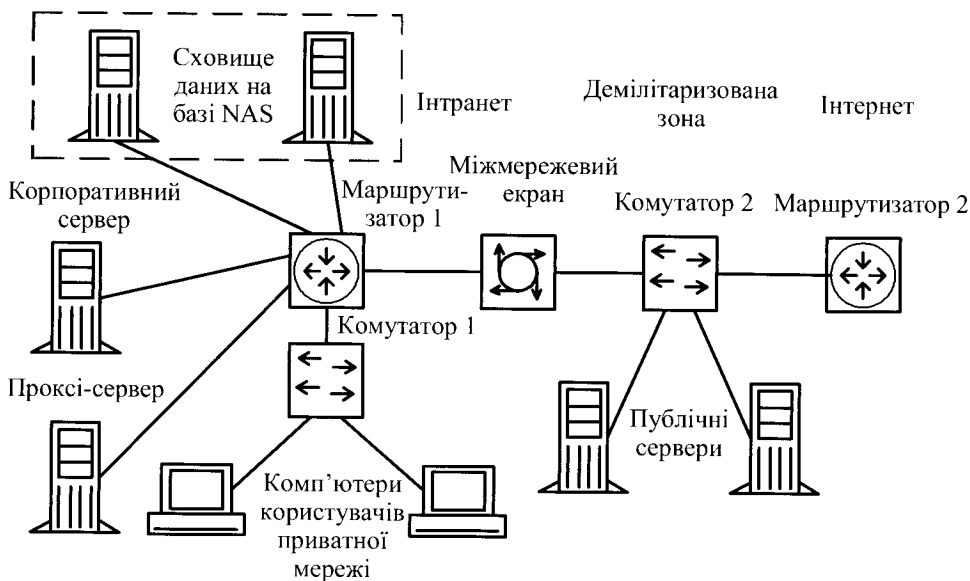 Сховище
даних на
базі NAS
Інтранет
Демілітаризована
зона
Інтернет
Корпоративний
сервер
Маршрути-
затор 1
Міжмережевий
екран
Комутатор 2
Маршрутизатор 2
Комутатор 1
Проксі-сервер
Публічні
сервери
Комп’ютери
користувачів
приватної
мережі